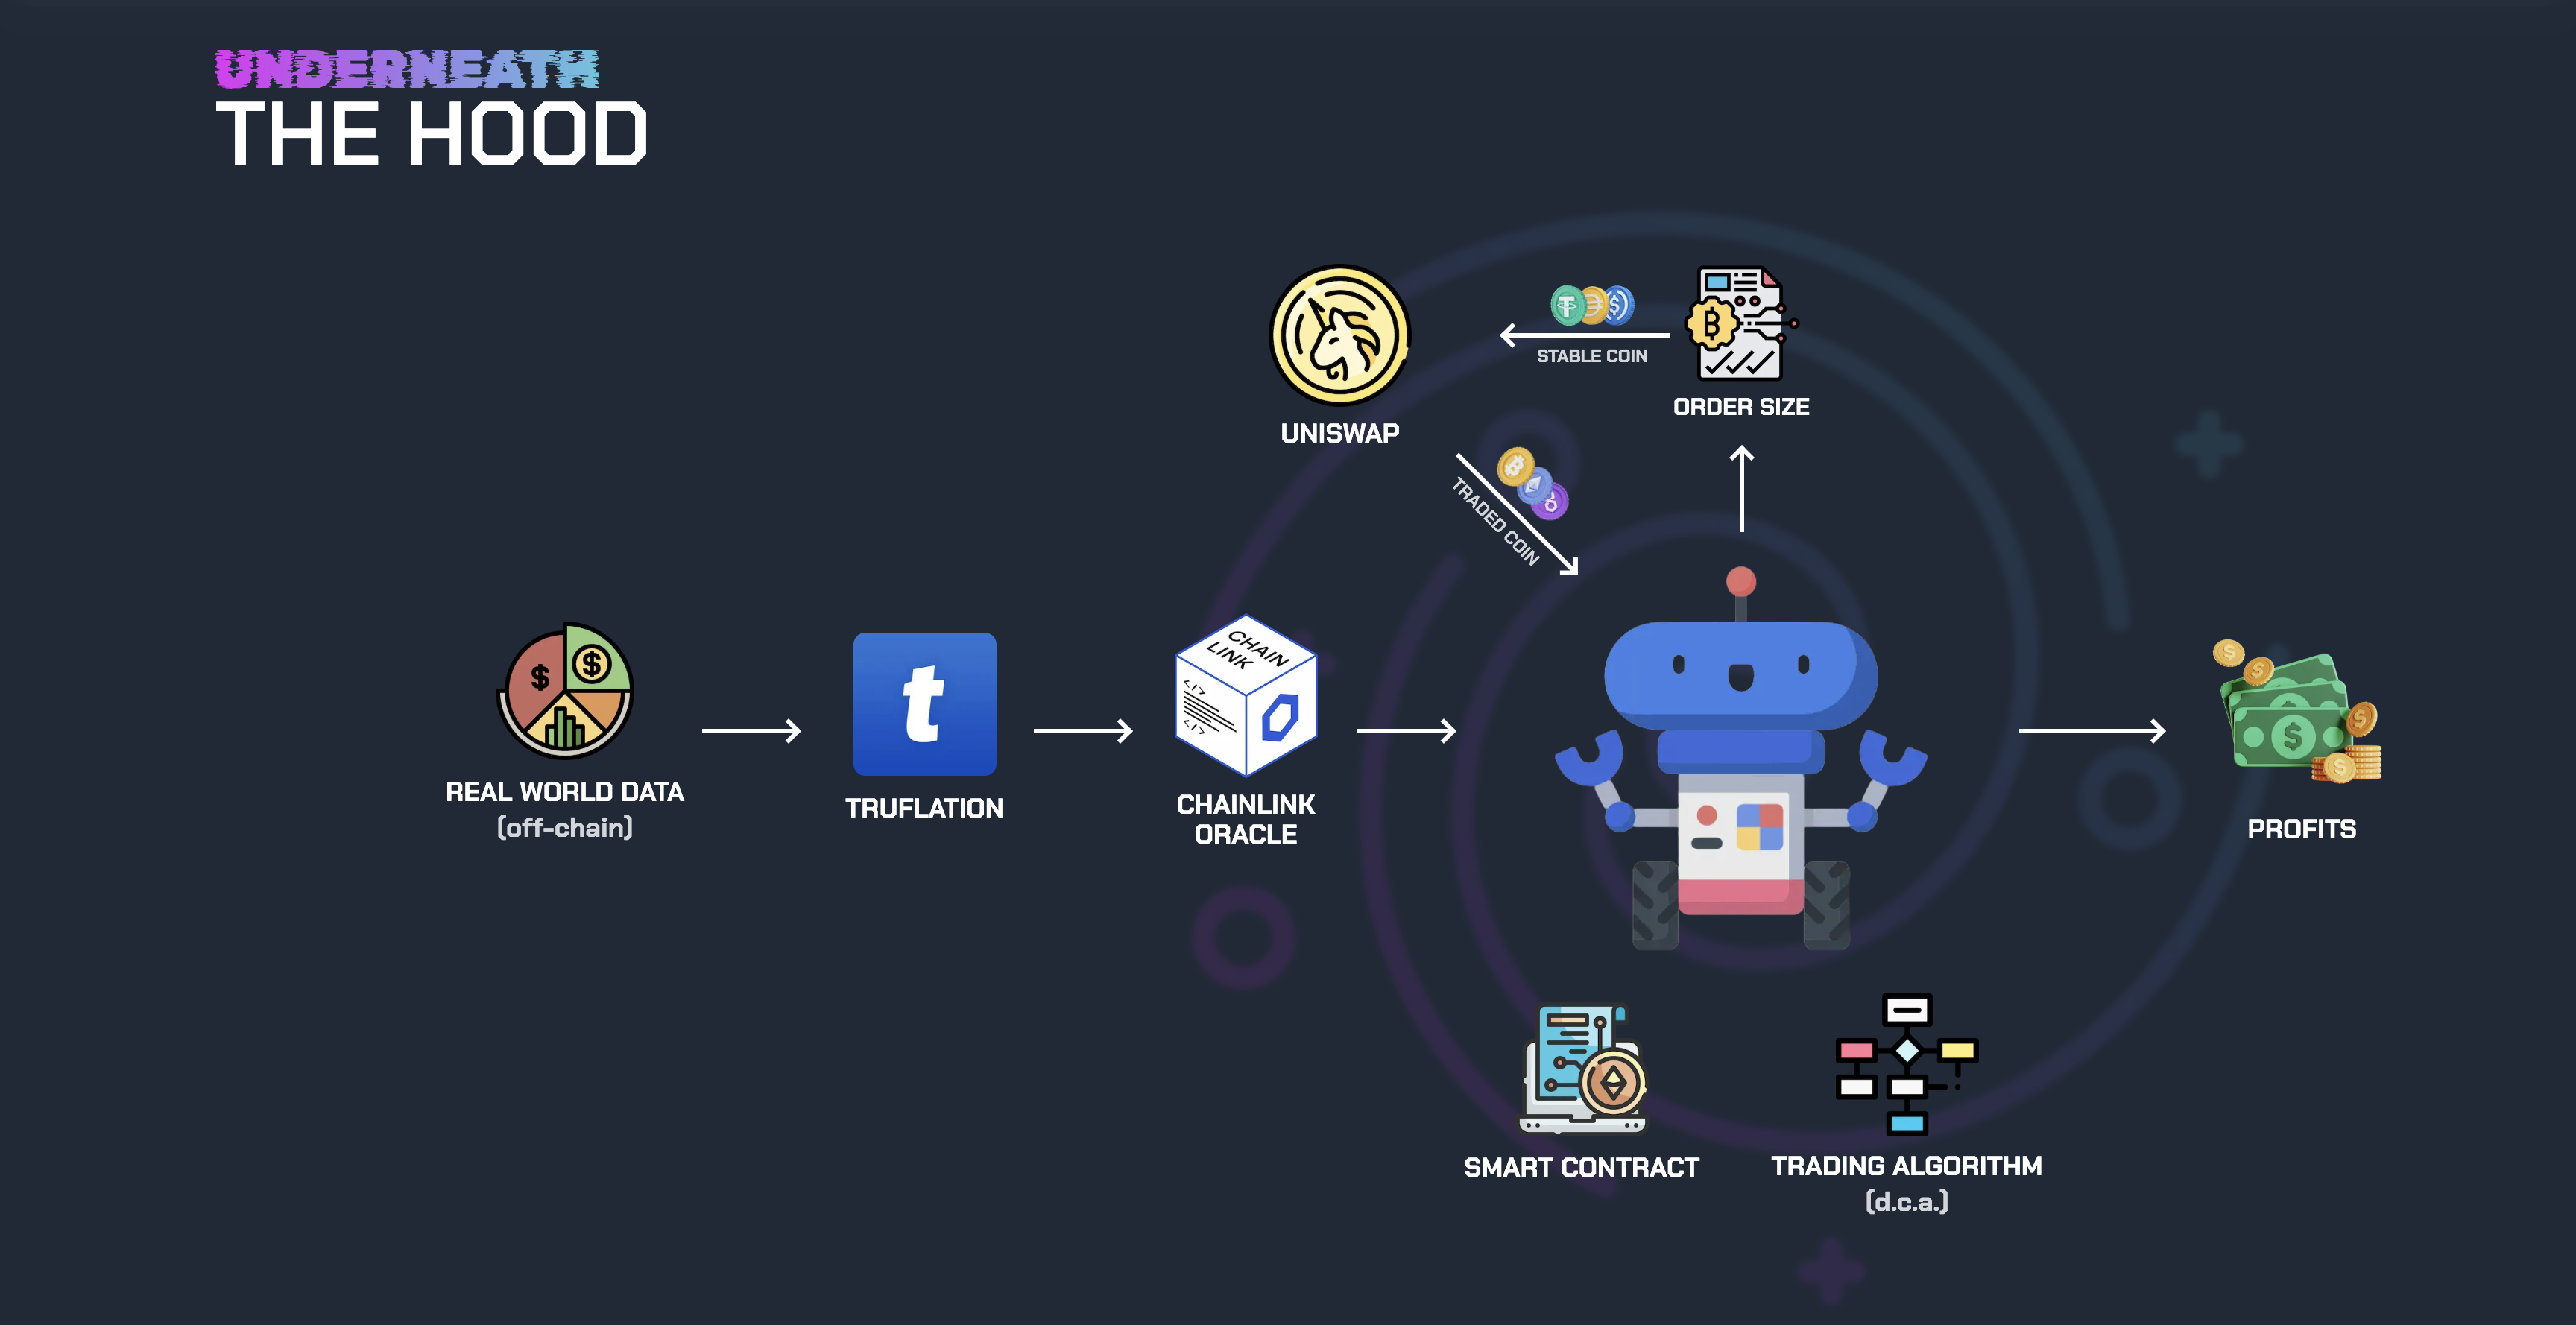 UNDERNEATH
THE HOOD
UNISWAP
STABLE COIN
ORDER SIZE
TRADED COIN
REAL WORLD DATA
(off-chain)
t
TRUFLATION
CHAIN
LINK
<!>
<!>
CHAINLINK
ORACLE
PROFITS
SMART CONTRACT
TRADING ALGORITHM
(d.c.a.)